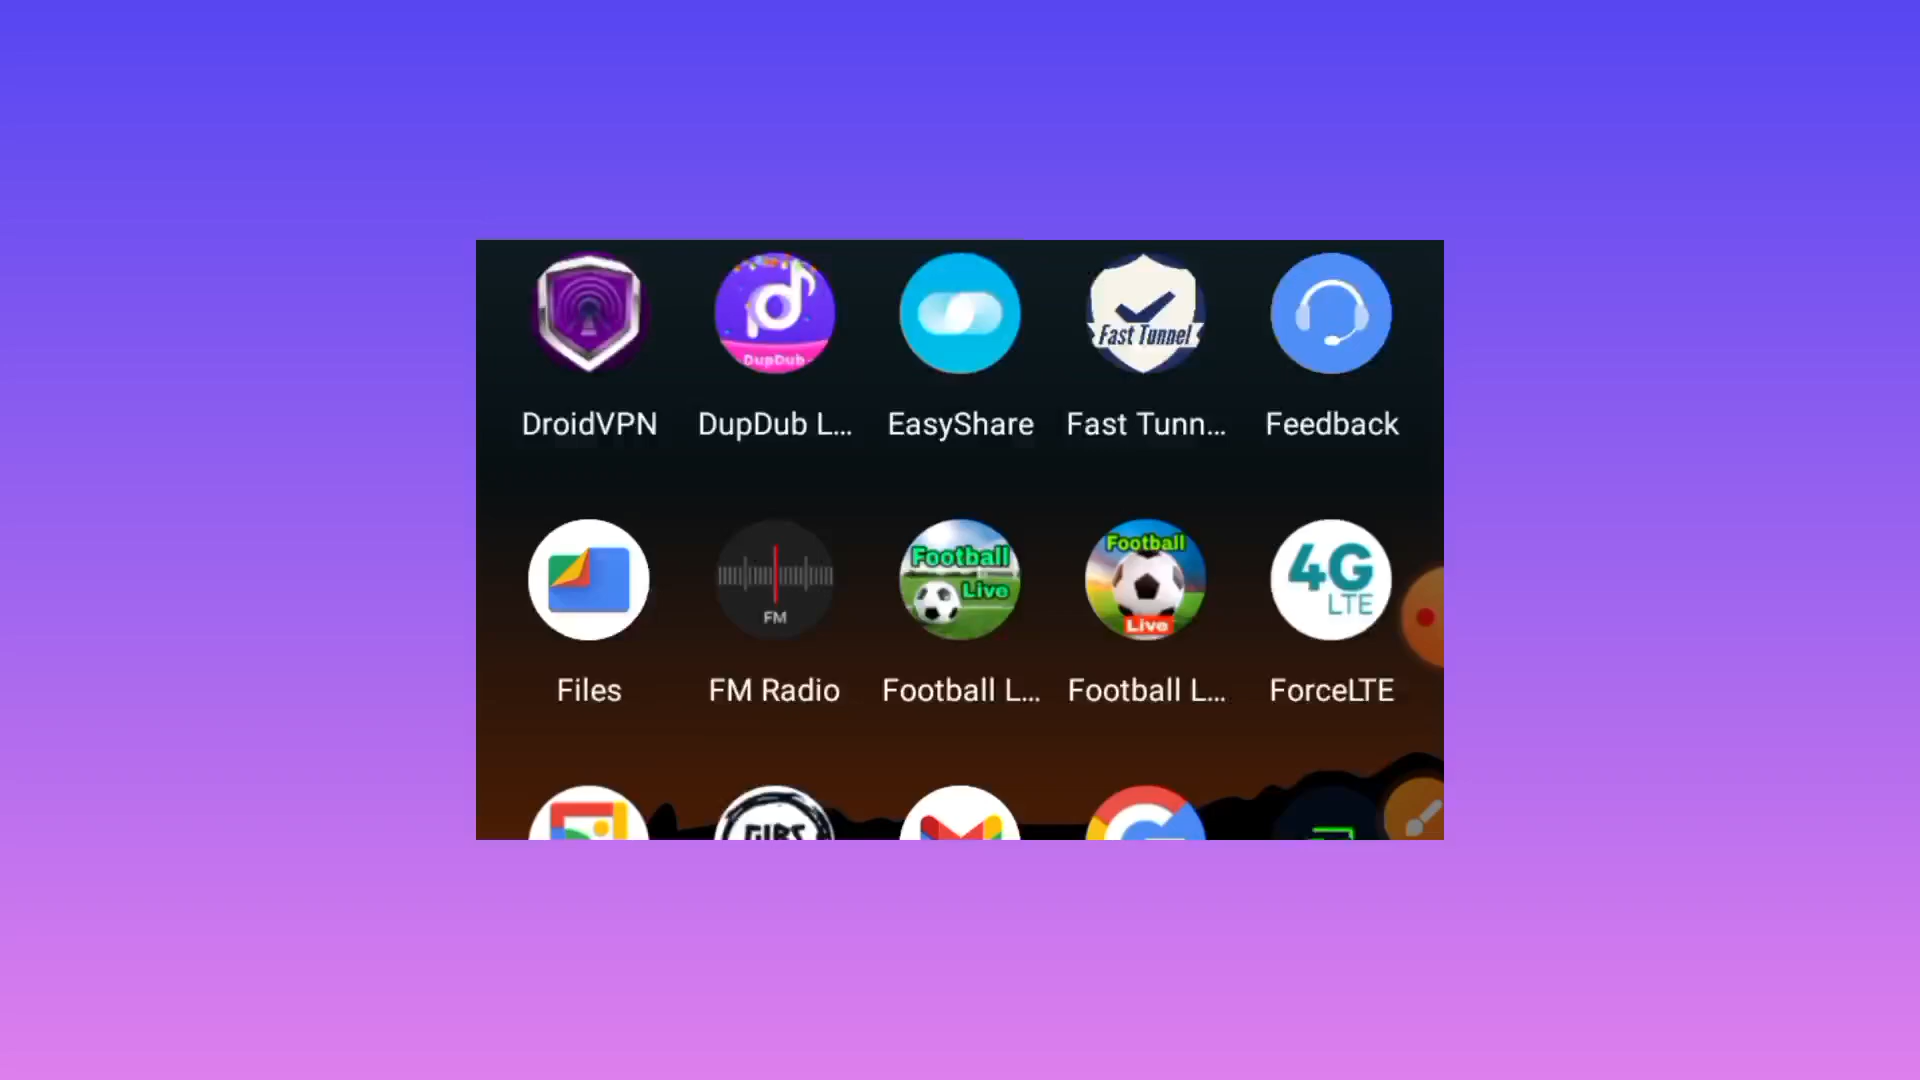 DupDub
Fast Tunnel
DroidVPN
DupDub L...
EasyShare
Fast Tunn...
Feedback
FM
Football
Live
Football
Live
4G
LTE
Files
FM Radio
Football L...
Football L...
ForceLTE